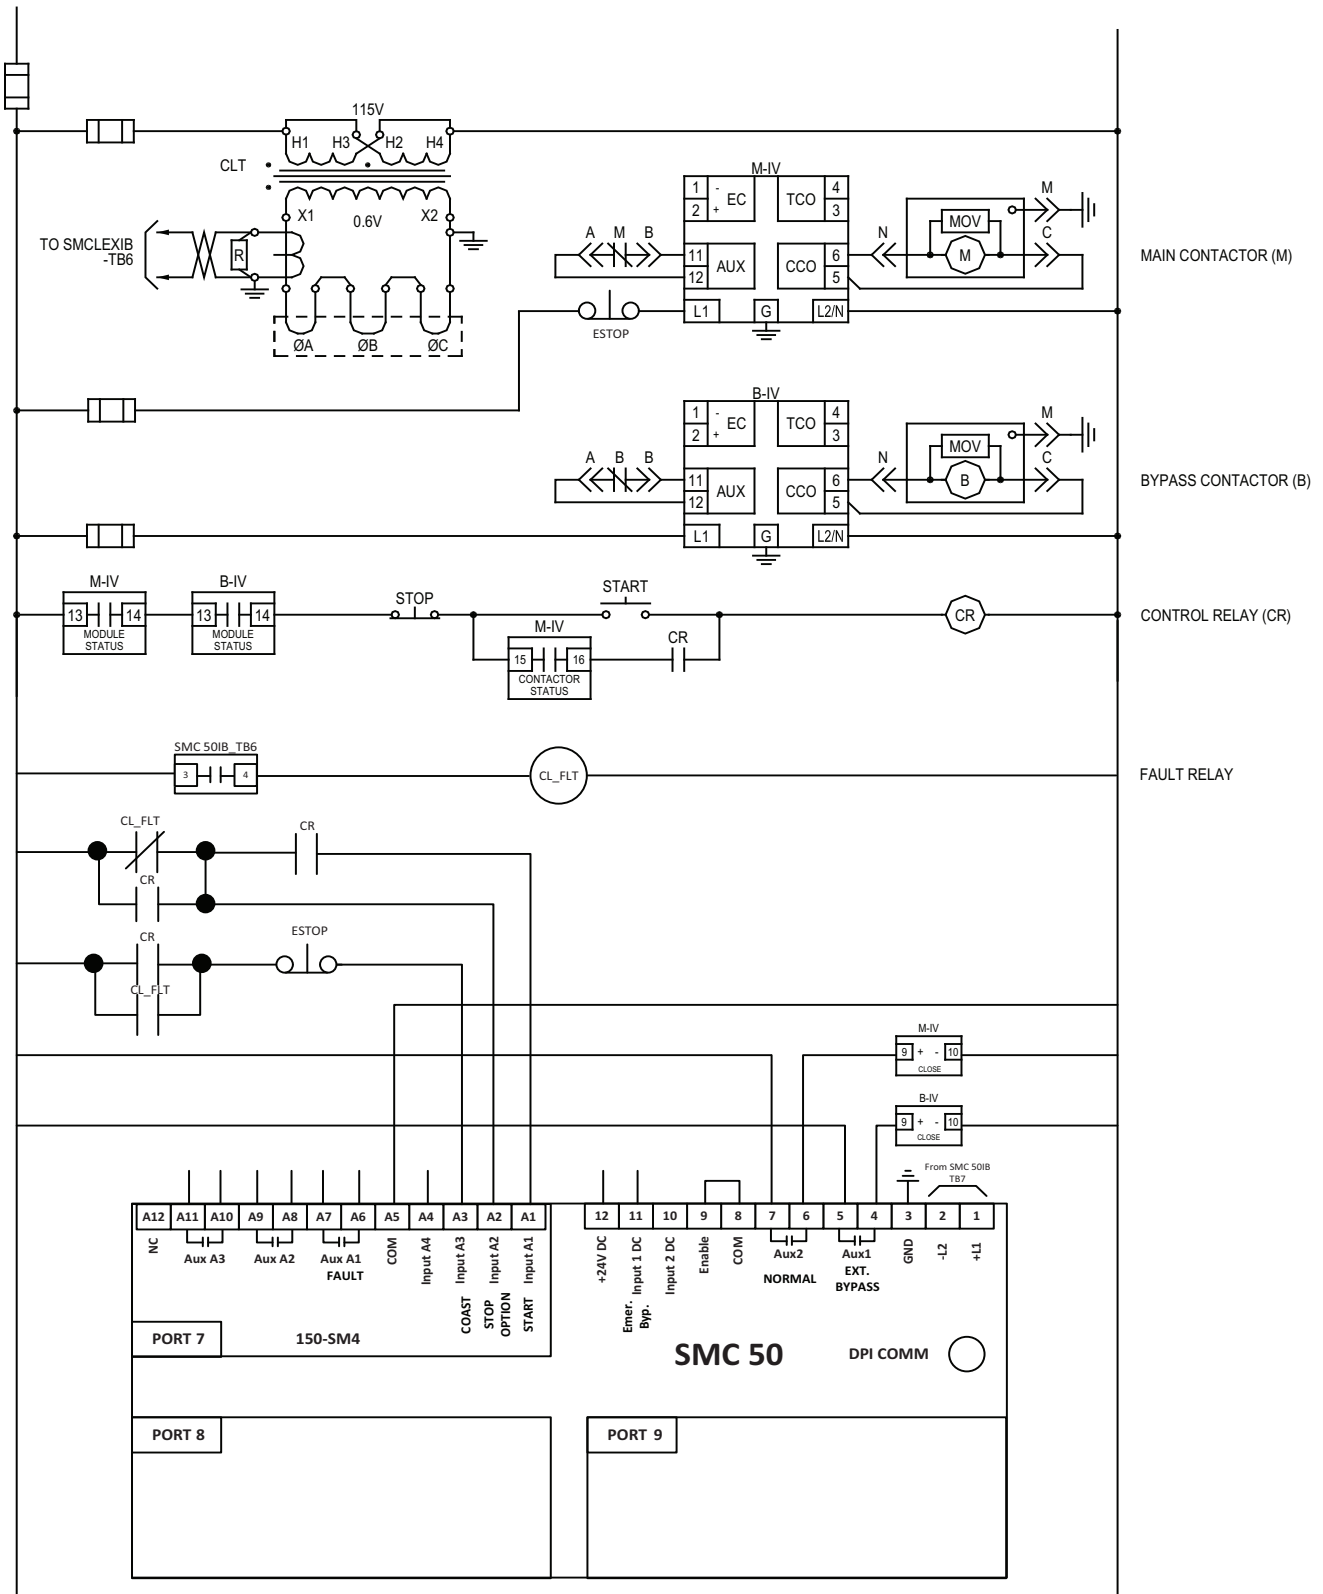 115V
H1 H3 H2 H4
CLT
X1 0.6V X2
TO SMCLEXIB
-TB6
R
ØA ØB ØC
M-IV
1 - EC TCO 4
2 + 3
A M B
11 AUX CCO 6
12 5
N MOV M
M C
MAIN CONTACTOR (M)
L1 G L2/N
ESTOP
B-IV
1 - EC TCO 4
2 + 3
A B B
11 AUX CCO 6
12 5
N MOV M
B C
BYPASS CONTACTOR (B)
L1 G L2/N
M-IV
13 14
MODULE
STATUS
B-IV
13 14
MODULE
STATUS
STOP
START
M-IV
15 16
CONTACTOR
STATUS
CR
CR
CONTROL RELAY (CR)
SMC 50IB_TB6
3 4
CL_FLT
FAULT RELAY
CL_FLT
CR
CR
CR
ESTOP
CL_FLT
M-IV
9 + - 10
CLOSE
B-IV
9 + - 10
CLOSE
From SMC 50IB
TB7
A12 A11 A10 A9 A8 A7 A6 A5 A4 A3 A2 A1
NC
Aux A3
Aux A2
Aux A1
FAULT
COM
Input A4
Input A3
COAST
Input A2
STOP
OPTION
Input A1
START
12 11 10 9 8 7 6 5 4 3 2 1
+24V DC
Input 1 DC
Emer.
Byp.
Input 2 DC
Enable
COM
Aux2
NORMAL
Aux1
EXT.
BYPASS
GND
-L2
+L1
PORT 7
150-SM4
SMC 50
DPI COMM
PORT 8
PORT 9